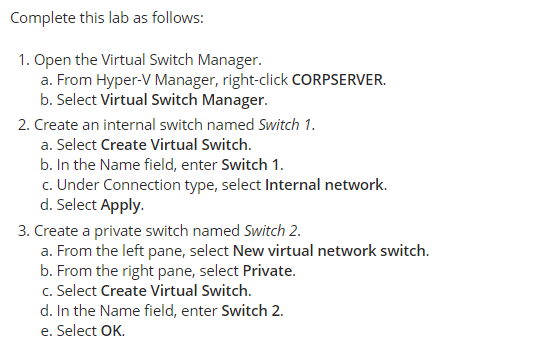 Complete this lab as follows:
1. Open the Virtual Switch Manager.
a. From Hyper-V Manager, right-click CORPSERVER.
b. Select Virtual Switch Manager.
2. Create an internal switch named Switch 1.
a. Select Create Virtual Switch.
b. In the Name field, enter Switch 1.
c. Under Connection type, select Internal network.
d. Select Apply.
3. Create a private switch named Switch 2.
a. From the left pane, select New virtual network switch.
b. From the right pane, select Private.
c. Select Create Virtual Switch.
d. In the Name field, enter Switch 2.
e. Select OK.